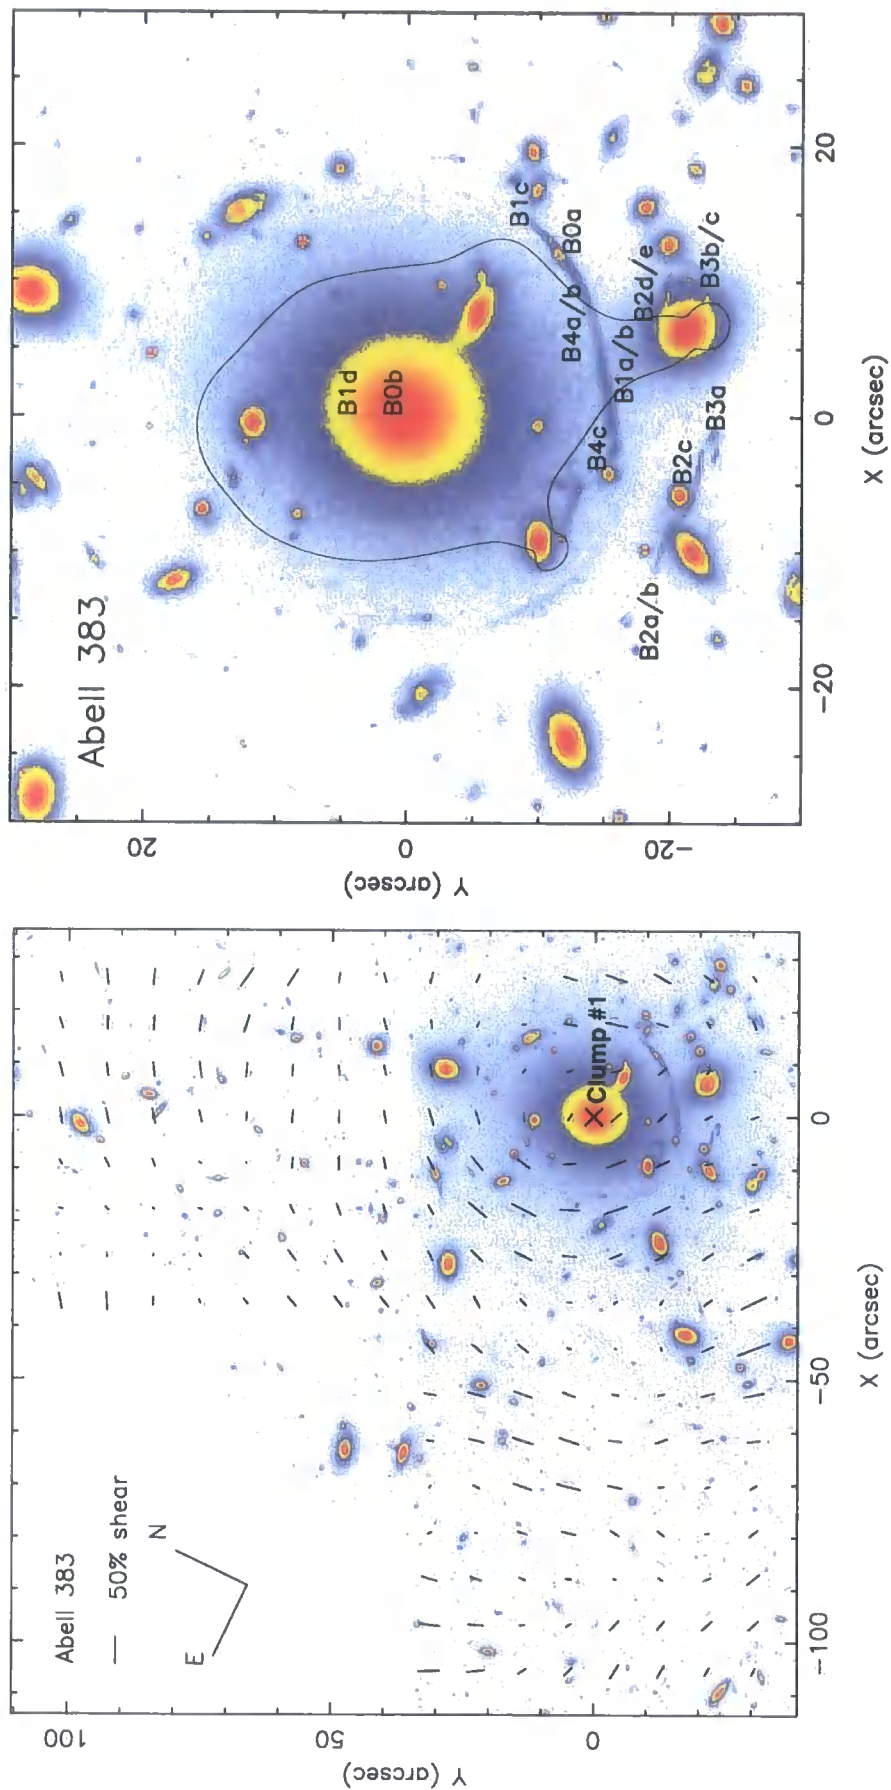 Abell 383
50% shear
N
E
Clump #1
100
50
0
Y (arcsec)
-100
-50
0
X (arcsec)
Abell 383
B1d
B0b
B1c
B0a
B4a/b
B1a/b
B4c
B2d/e
B3b/c
B3a
B2c
B2a/b
20
0
-20
Y (arcsec)
-20
0
20
X (arcsec)